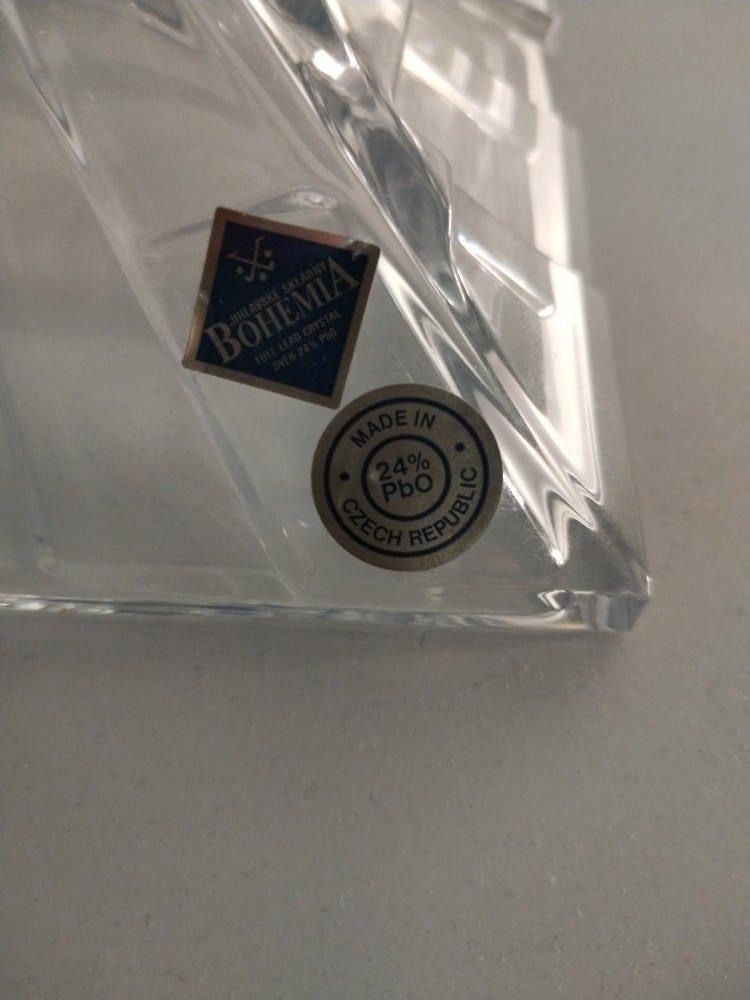 JIHLAVSKÉ SKLÁRNY
BOHEMIA
FULL LEAD CRYSTAL
OVER 24% PbO
MADE IN
24%
PbO
CZECH REPUBLIC